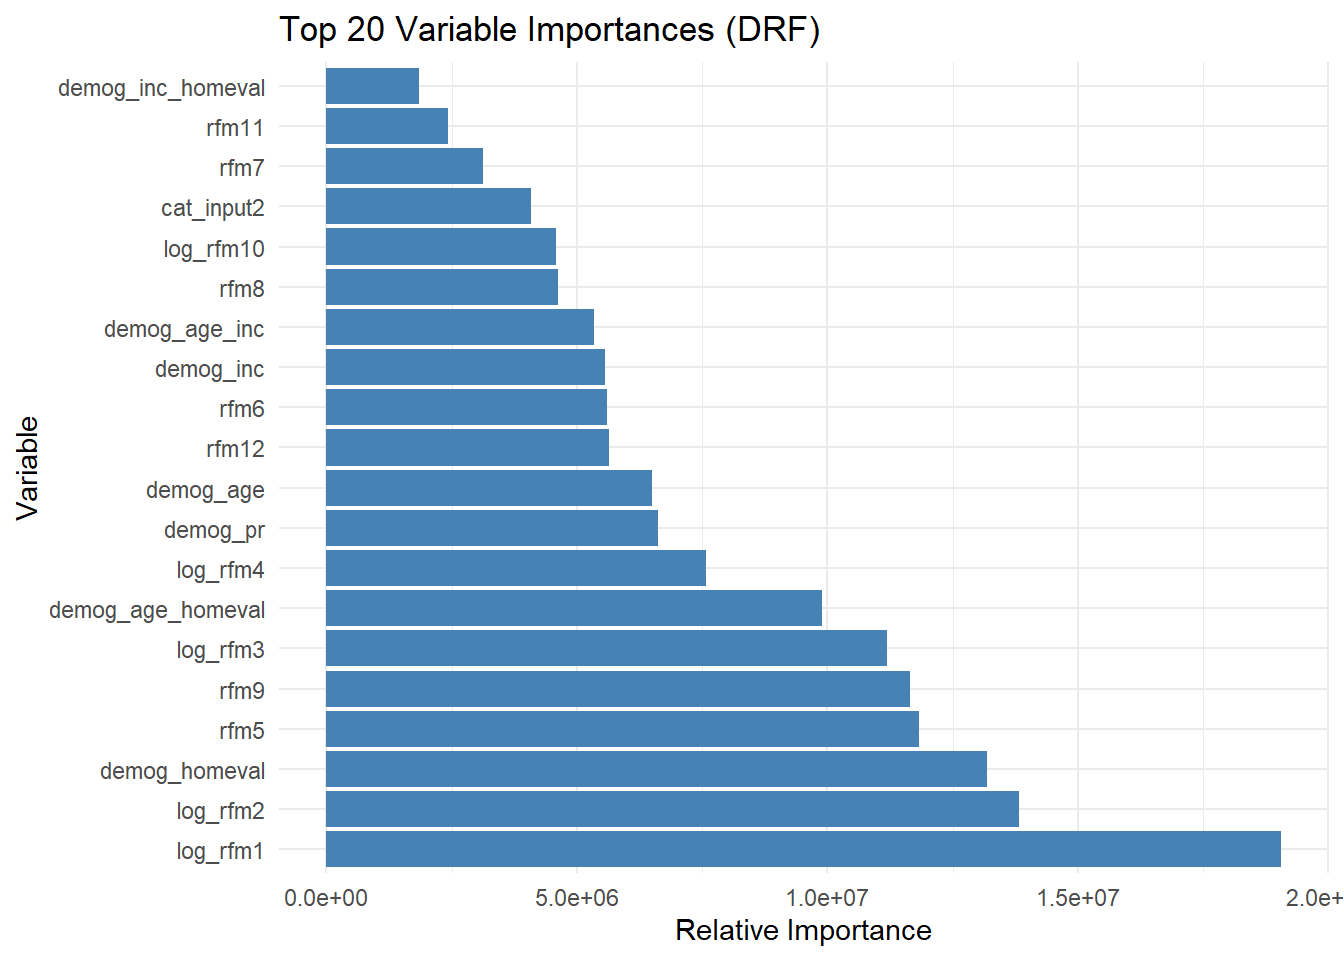 Top 20 Variable Importances (DRF)
demog_inc_homeval
rfm11
rfm7
cat_input2
log_rfm10
rfm8
demog_age_inc
demog_inc
rfm6
rfm12
demog_age
demog_pr
log_rfm4
demog_age_homeval
log_rfm3
rfm9
rfm5
demog_homeval
log_rfm2
log_rfm1
Variable
0.0e+00 5.0e+06 1.0e+07 1.5e+07 2.0e+
Relative Importance